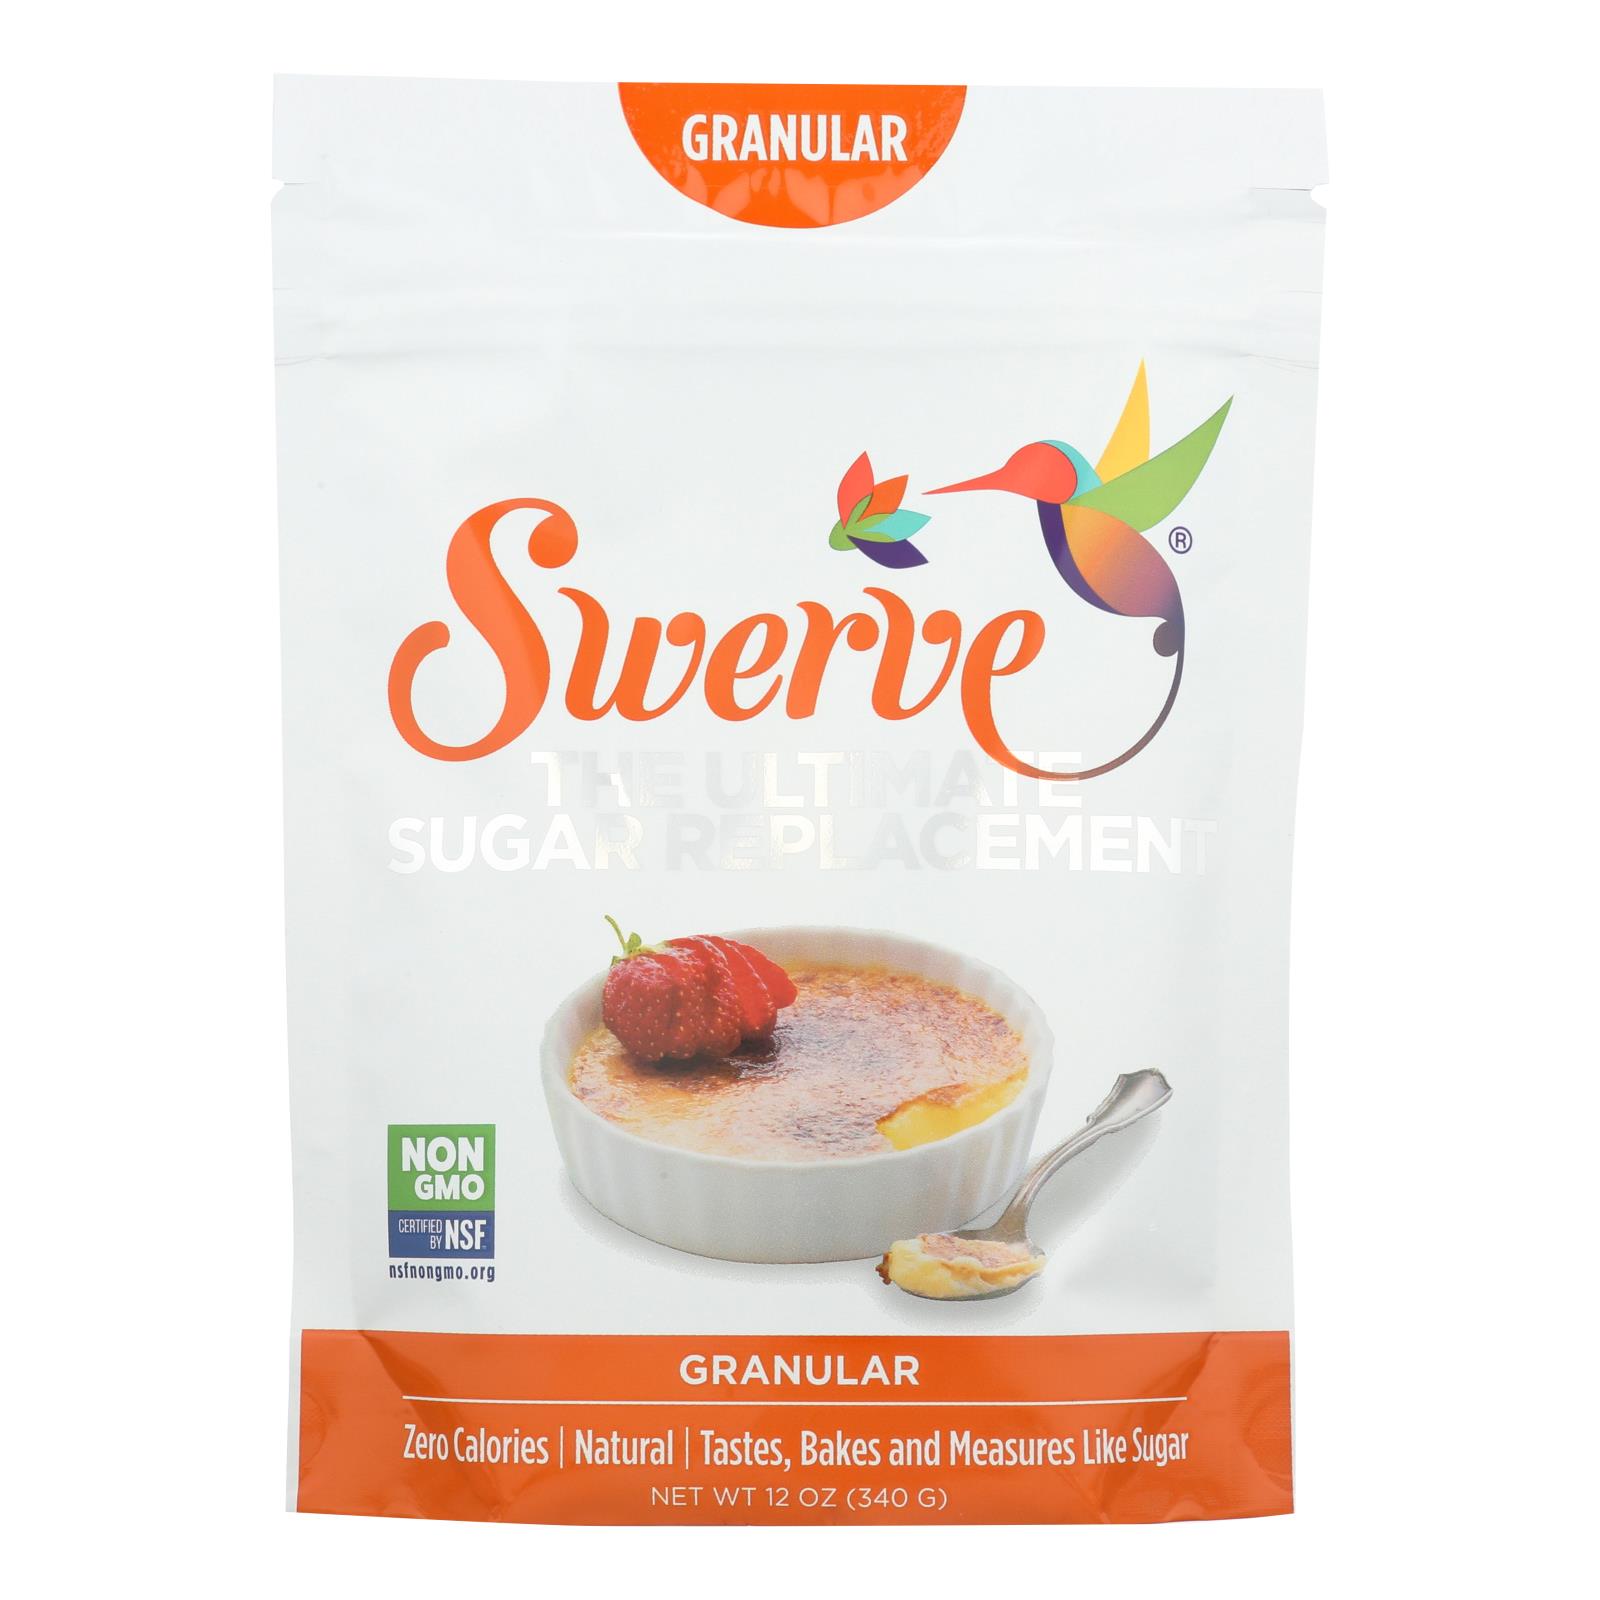 GRANULAR
Swerve®
THE ULTIMATE
SUGAR REPLACEMENT
NON
GMO
CERTIFIED
BY NSF
nsfnongmo.org
GRANULAR
Zero Calories | Natural | Tastes, Bakes and Measures Like Sugar
NET WT 12 OZ (340 G)